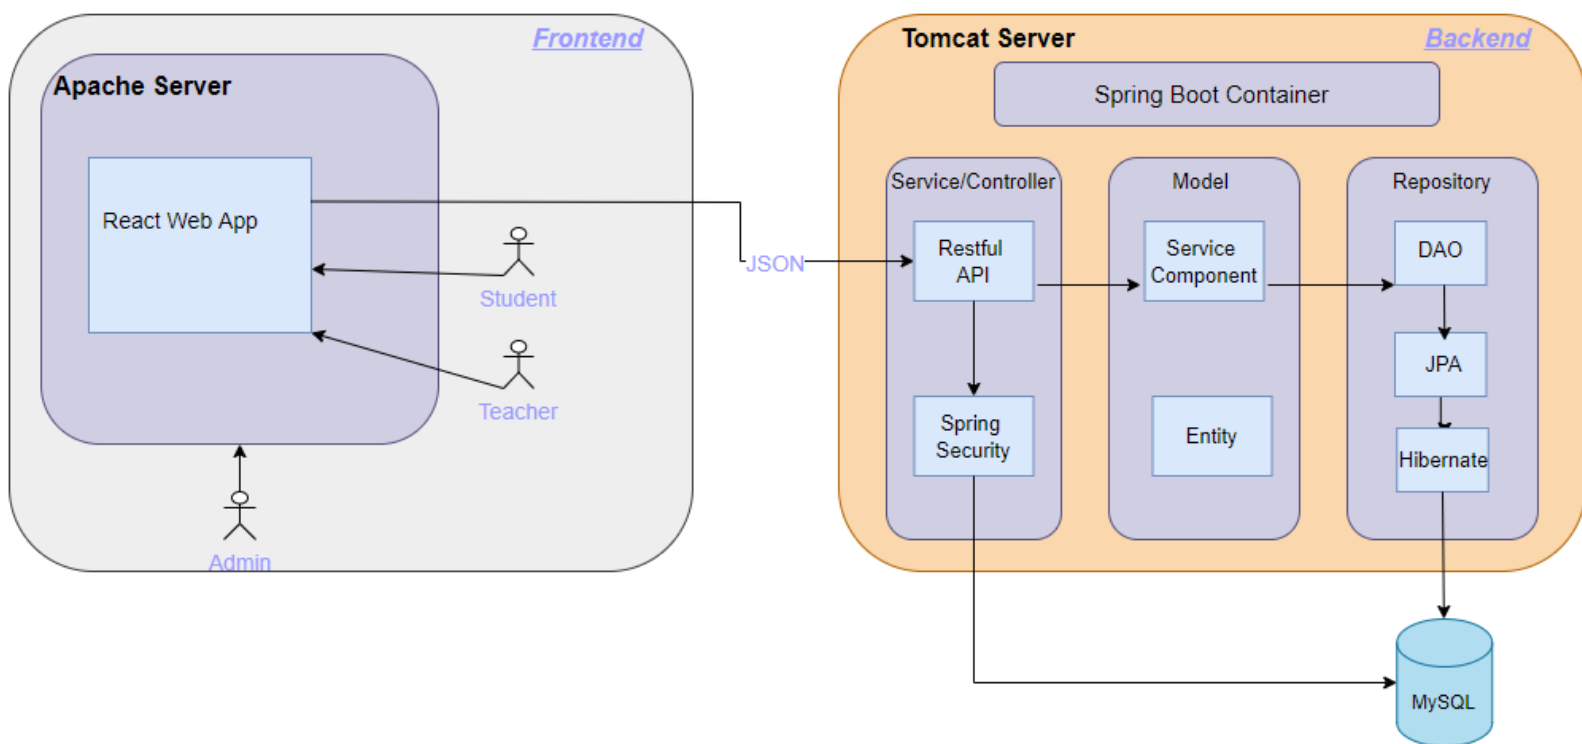 Frontend
Apache Server
React Web App
Student
Teacher
Admin
JSON
Tomcat Server
Backend
Spring Boot Container
Service/Controller
Restful
API
Spring
Security
Model
Service
Component
Entity
Repository
DAO
JPA
Hibernate
MySQL